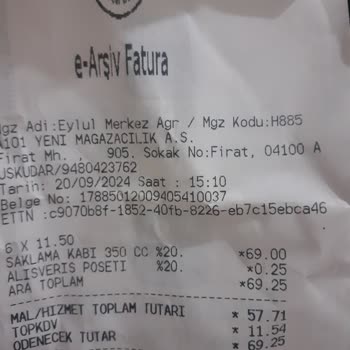 e-Arşiv Fatura
Mgz Adi:Eylul Merkez Agr / Mgz Kodu:H885
A101 YENİ MAGAZACILIK A.S.
Firat Mh. . 905. Sokak No:Firat, 04100 A
USKUDAR/9480423762
Tarih: 20/09/2024 Saat : 15:10
Belge No: 17885012009405410037
ETTN :c9070b8f-1852-40fb-8226-eb7c15ebca46
6 X 11.50
SAKLAMA KABI 350 CC %20. *69.00
ALISVERIS POSETI %20. *0.25
ARA TOPLAM *69.25
MAL/HIZMET TOPLAM TUTARI * 57.71
TOPKDV * 11.54
ODENECEK TUTAR * 69.25